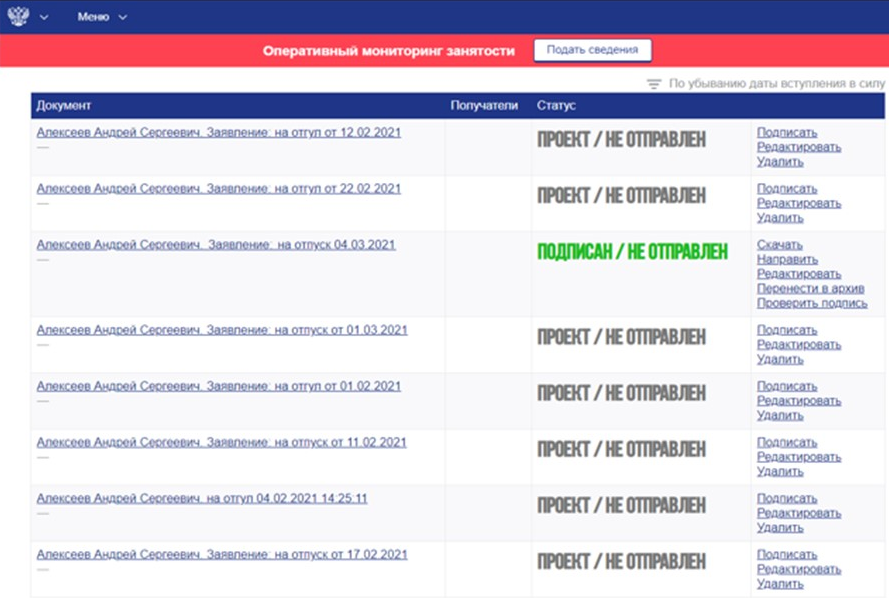 Меню
Оперативный мониторинг занятости Подать сведения
По убыванию даты вступления в силу
Документ Получатели Статус
Алексеев Андрей Сергеевич. Заявление: на отгул от 12.02.2021 ПРОЕКТ / НЕ ОТПРАВЛЕН Подписать
—
Редактировать
Удалить
Алексеев Андрей Сергеевич. Заявление: на отгул от 22.02.2021 ПРОЕКТ / НЕ ОТПРАВЛЕН Подписать
—
Редактировать
Удалить
Алексеев Андрей Сергеевич. Заявление: на отпуск 04.03.2021 ПОДПИСАН / НЕ ОТПРАВЛЕН Скачать
—
Направить
Редактировать
Перенести в архив
Проверить подпись
Алексеев Андрей Сергеевич. Заявление: на отпуск от 01.03.2021 ПРОЕКТ / НЕ ОТПРАВЛЕН Подписать
—
Редактировать
Удалить
Алексеев Андрей Сергеевич. Заявление: на отгул от 01.02.2021 ПРОЕКТ / НЕ ОТПРАВЛЕН Подписать
—
Редактировать
Удалить
Алексеев Андрей Сергеевич. Заявление: на отпуск от 11.02.2021 ПРОЕКТ / НЕ ОТПРАВЛЕН Подписать
—
Редактировать
Удалить
Алексеев Андрей Сергеевич. на отгул 04.02.2021 14:25:11 ПРОЕКТ / НЕ ОТПРАВЛЕН Подписать
—
Редактировать
Удалить
Алексеев Андрей Сергеевич. Заявление: на отпуск от 17.02.2021 ПРОЕКТ / НЕ ОТПРАВЛЕН Подписать
—
Редактировать
Удалить